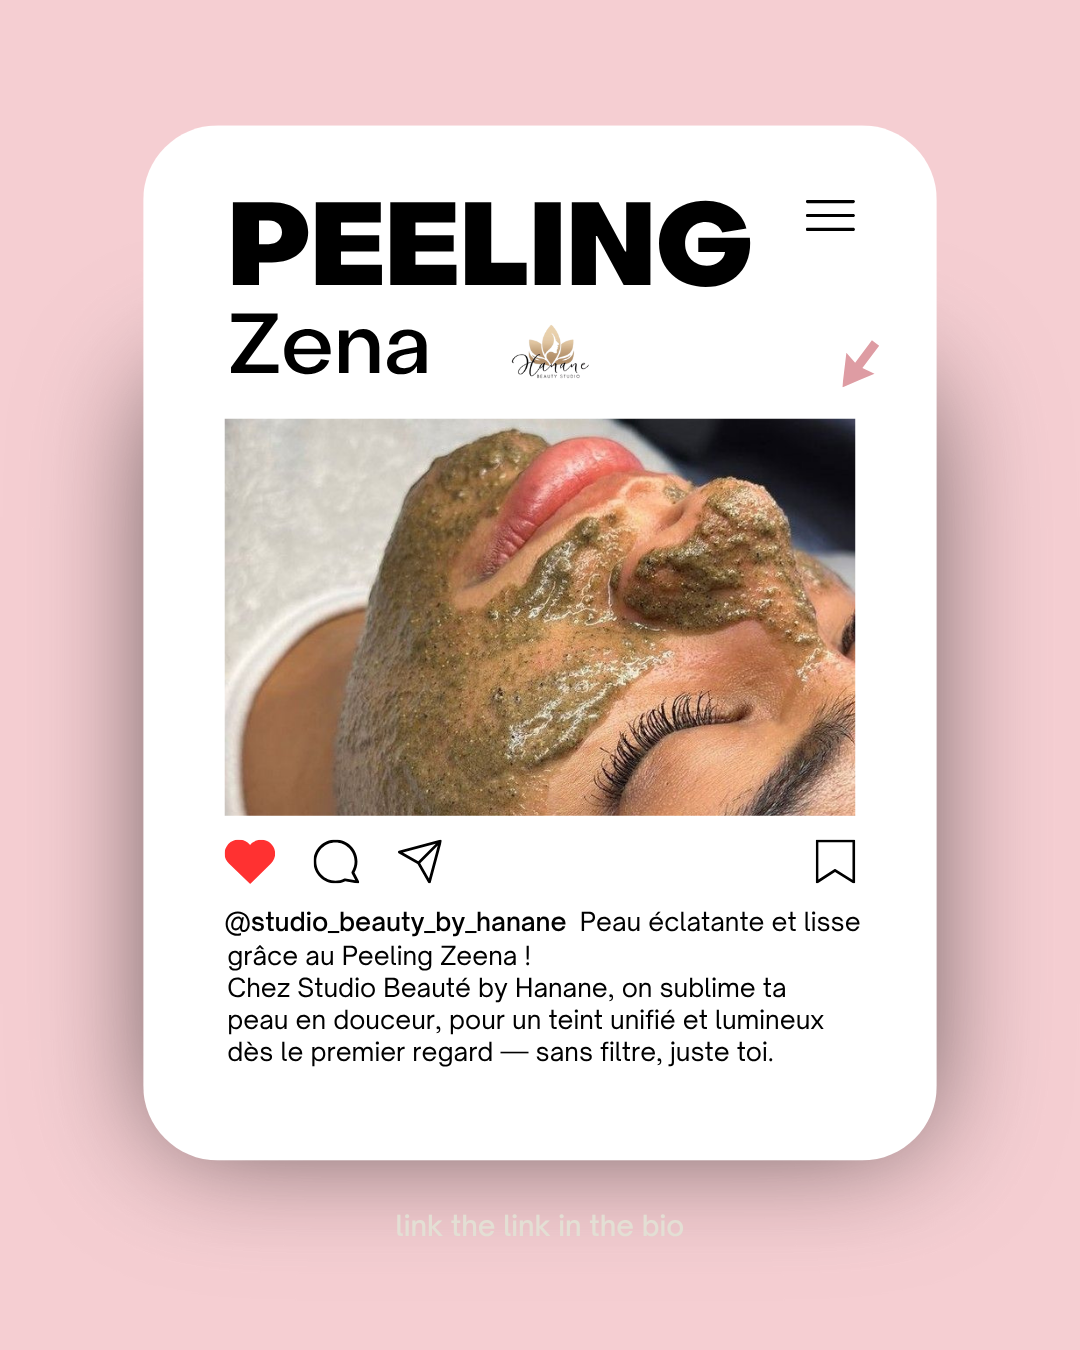 PEELING
Zena
Hanane
BEAUTY STUDIO
@studio_beauty_by_hanane Peau éclatante et lisse
grâce au Peeling Zeena !
Chez Studio Beauté by Hanane, on sublime ta
peau en douceur, pour un teint unifié et lumineux
dès le premier regard — sans filtre, juste toi.
link the link in the bio